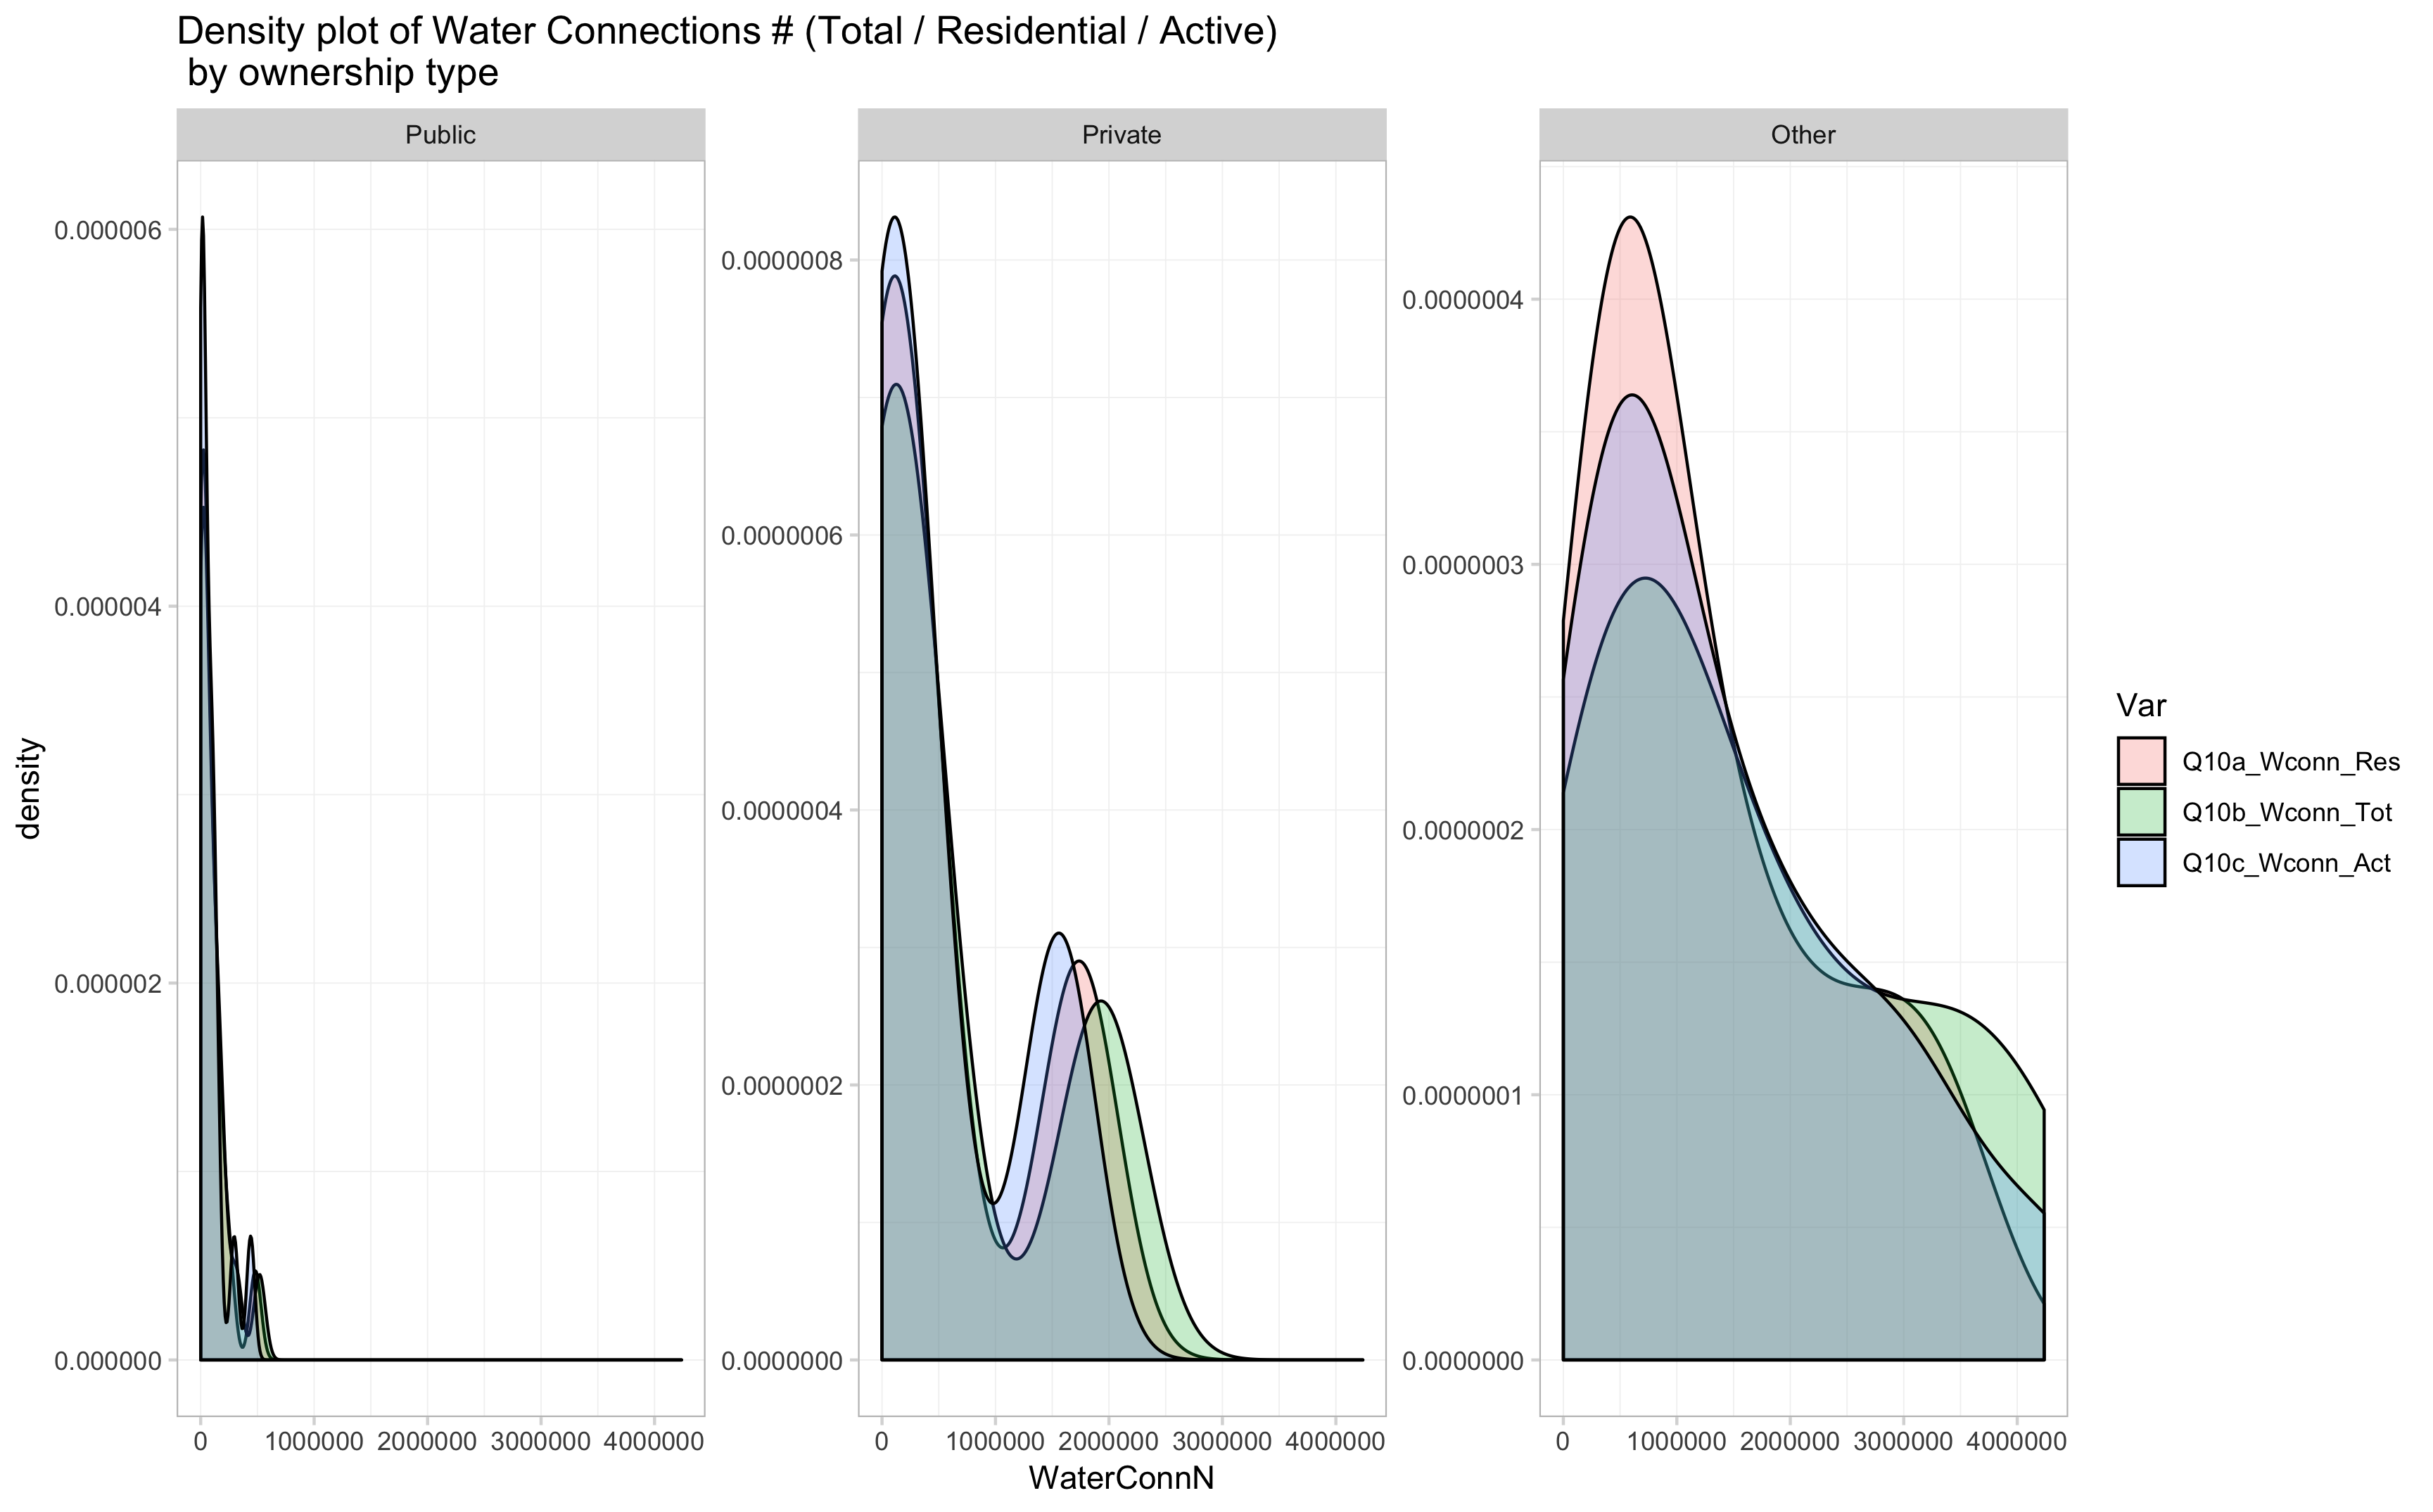 Density plot of Water Connections # (Total / Residential / Active)
by ownership type
Public
Private
Other
density
0.000006
0.000004
0.000002
0.000000
0.0000008
0.0000006
0.0000004
0.0000002
0.0000000
0.0000004
0.0000003
0.0000002
0.0000001
0.0000000
0 1000000 2000000 3000000 4000000
0 1000000 2000000 3000000 4000000
0 1000000 2000000 3000000 4000000
WaterConnN
Var
Q10a_Wconn_Res
Q10b_Wconn_Tot
Q10c_Wconn_Act